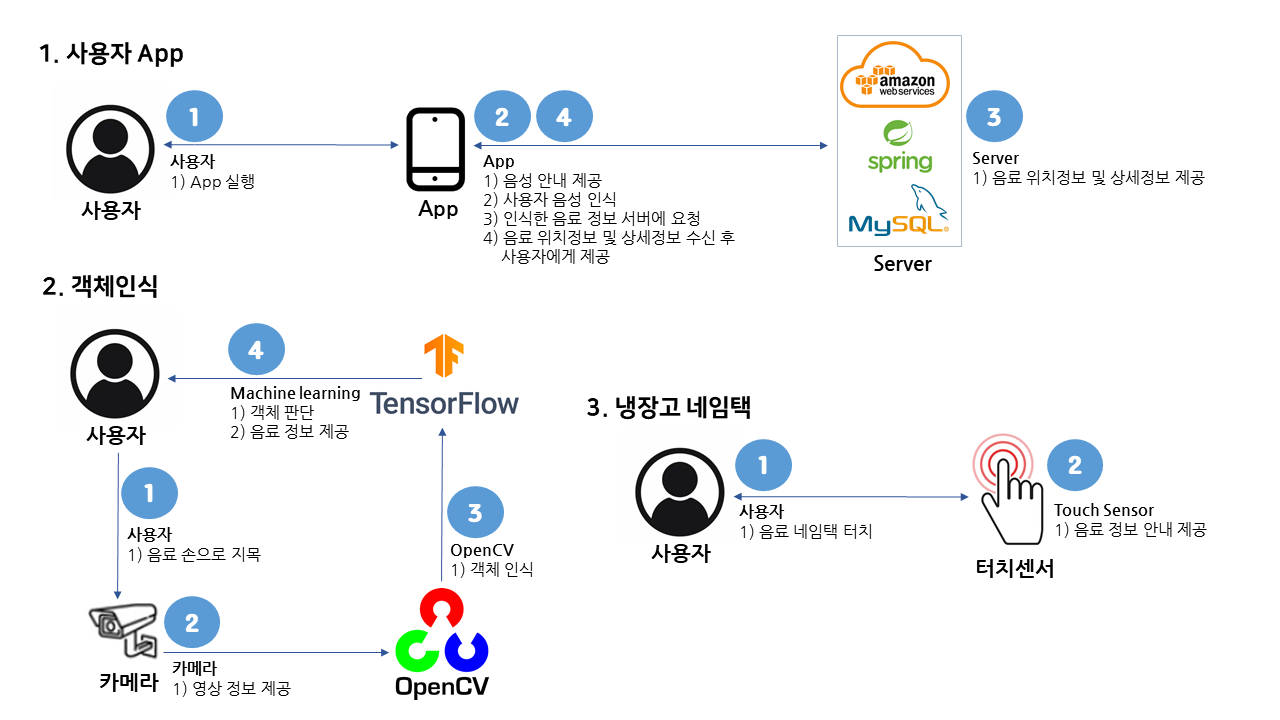 1. 사용자 App
사용자
1
사용자
1) App 실행
App
2
4
App
1) 음성 안내 제공
2) 사용자 음성 인식
3) 인식한 음료 정보 서버에 요청
4) 음료 위치정보 및 상세정보 수신 후
사용자에게 제공
amazon
webservices
spring
MySQL®
Server
3
Server
1) 음료 위치정보 및 상세정보 제공
2. 객체인식
사용자
1
사용자
1) 음료 손으로 지목
카메라
2
카메라
1) 영상 정보 제공
OpenCV
3
OpenCV
1) 객체 인식
TensorFlow
4
Machine learning
1) 객체 판단
2) 음료 정보 제공
3. 냉장고 네임택
사용자
1
사용자
1) 음료 네임택 터치
터치센서
2
Touch Sensor
1) 음료 정보 안내 제공